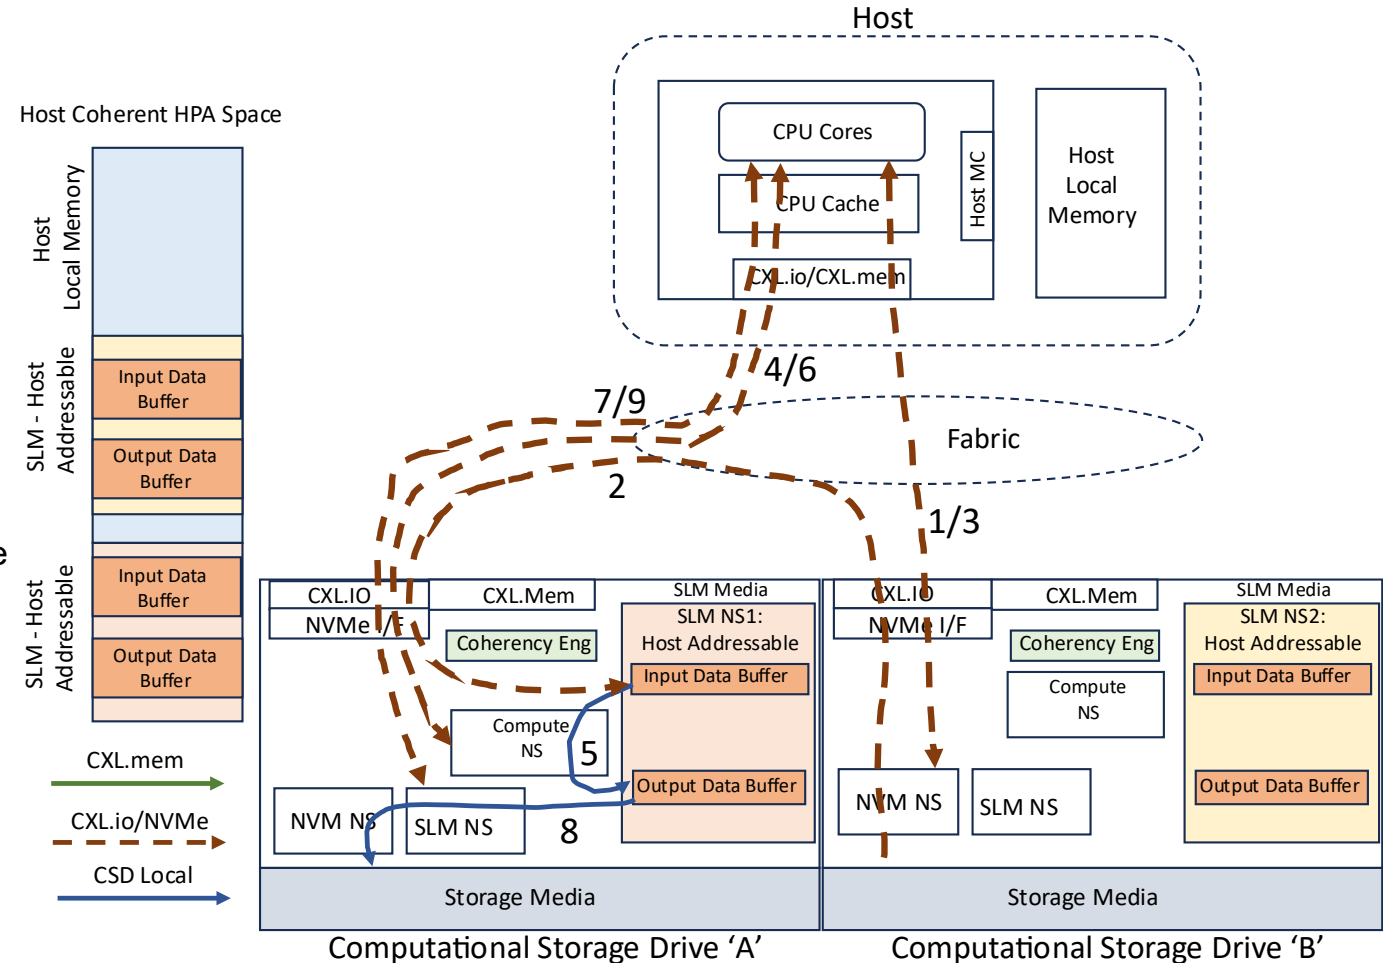 Host
Host Coherent HPA Space
Host
Local Memory
SLM - Host
Addressable
Input Data
Buffer
Output Data
Buffer
SLM - Host
Addressable
Input Data
Buffer
Output Data
Buffer
e
CXL.mem
CXL.io/NVMe
CSD Local
CPU Cores
CPU Cache
CXL.io/CXL.mem
Host MC
Host
Local
Memory
4/6
7/9
2
Fabric
1/3
CXL.IO
NVMe I/F
CXL.Mem
Coherency Eng
SLM Media
SLM NS1:
Host Addressable
Input Data Buffer
Output Data Buffer
Compute
NS
5
NVM NS
SLM NS
8
Storage Media
Computational Storage Drive ‘A’
CXL.IO
NVMe I/F
CXL.Mem
Coherency Eng
SLM Media
SLM NS2:
Host Addressable
Input Data Buffer
Output Data Buffer
Compute
NS
NVM NS
SLM NS
Storage Media
Computational Storage Drive ‘B’